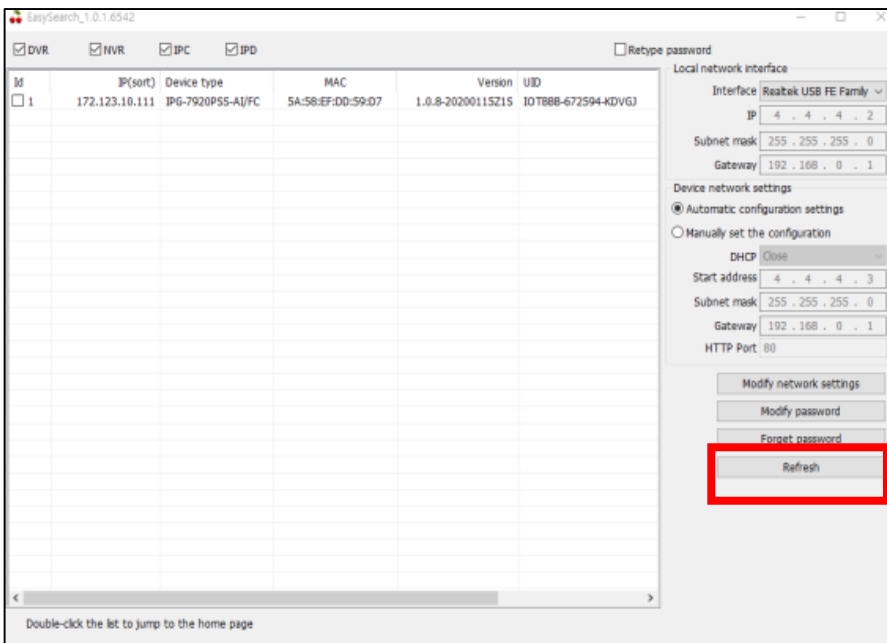 EasySearch_1.0.1.6542
DVR NVR IPC IPD Retype password
Local network interface
Id IP(sort) Device type MAC Version UID
1 172.123.10.111 IPG-7920PSS-AI/FC 5A:58:EF:DD:59:D7 1.0.8-20200115Z1S IOTBBB-672594-KDVGJ
Interface Realtek USB FE Family
IP 4 . 4 . 4 . 2
Subnet mask 255 . 255 . 255 . 0
Gateway 192 . 168 . 0 . 1
Device network settings
Automatic configuration settings
Manually set the configuration
DHCP Close
Start address 4 . 4 . 4 . 3
Subnet mask 255 . 255 . 255 . 0
Gateway 192 . 168 . 0 . 1
HTTP Port 80
Modify network settings
Modify password
Forget password
Refresh
Double-click the list to jump to the home page